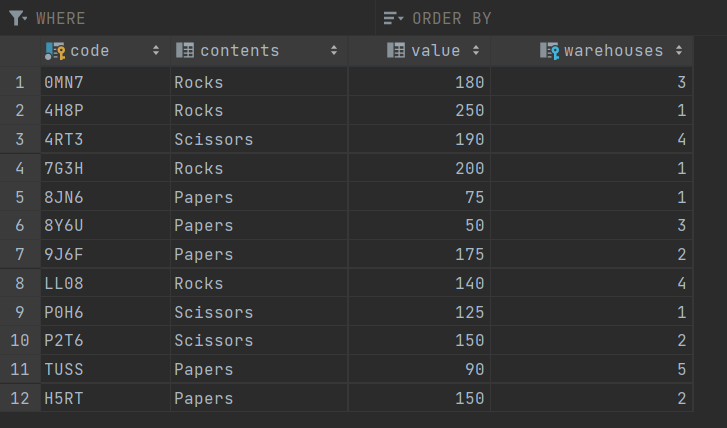 WHERE ORDER BY
code contents value warehouses
1 0MN7 Rocks 180 3
2 4H8P Rocks 250 1
3 4RT3 Scissors 190 4
4 7G3H Rocks 200 1
5 8JN6 Papers 75 1
6 8Y6U Papers 50 3
7 9J6F Papers 175 2
8 LL08 Rocks 140 4
9 P0H6 Scissors 125 1
10 P2T6 Scissors 150 2
11 TUSS Papers 90 5
12 H5RT Papers 150 2